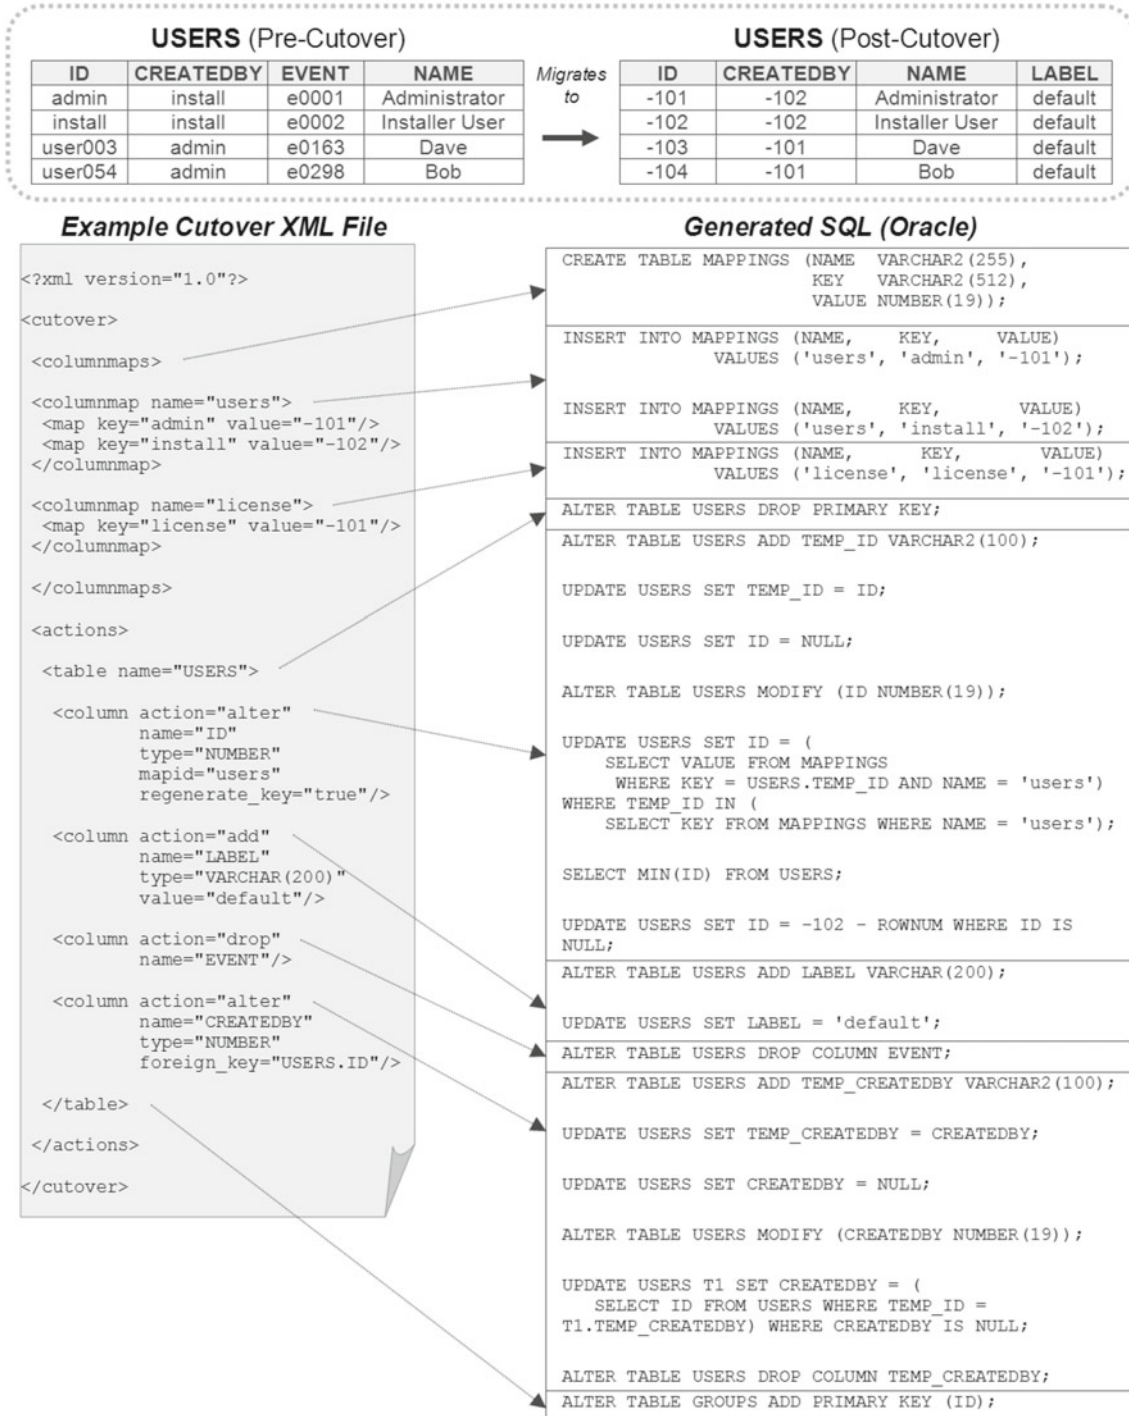 USERS (Pre-Cutover)
ID CREATEDBY EVENT NAME
admin install e0001 Administrator
install install e0002 Installer User
user003 admin e0163 Dave
user054 admin e0298 Bob
Migrates
to
USERS (Post-Cutover)
ID CREATEDBY NAME LABEL
-101 -102 Administrator default
-102 -102 Installer User default
-103 -101 Dave default
-104 -101 Bob default
Example Cutover XML File
<?xml version="1.0"?>
<cutover>
<columnmaps>
<columnmap name="users">
<map key="admin" value="-101"/>
<map key="install" value="-102"/>
</columnmap>
<columnmap name="license">
<map key="license" value="-101"/>
</columnmap>
</columnmaps>
<actions>
<table name="USERS">
<column action="alter"
name="ID"
type="NUMBER"
mapid="users"
regenerate_key="true"/>
<column action="add"
name="LABEL"
type="VARCHAR(200)"
value="default"/>
<column action="drop"
name="EVENT"/>
<column action="alter"
name="CREATEDBY"
type="NUMBER"
foreign_key="USERS.ID"/>
</table>
</actions>
</cutover>
Generated SQL (Oracle)
CREATE TABLE MAPPINGS (NAME VARCHAR2(255),
KEY VARCHAR2(512),
VALUE NUMBER(19));
INSERT INTO MAPPINGS (NAME, KEY, VALUE)
VALUES ('users', 'admin', '-101');
INSERT INTO MAPPINGS (NAME, KEY, VALUE)
VALUES ('users', 'install', '-102');
INSERT INTO MAPPINGS (NAME, KEY, VALUE)
VALUES ('license', 'license', '-101');
ALTER TABLE USERS DROP PRIMARY KEY;
ALTER TABLE USERS ADD TEMP_ID VARCHAR2(100);
UPDATE USERS SET TEMP_ID = ID;
UPDATE USERS SET ID = NULL;
ALTER TABLE USERS MODIFY (ID NUMBER(19));
UPDATE USERS SET ID = (
SELECT VALUE FROM MAPPINGS
WHERE KEY = USERS.TEMP_ID AND NAME = 'users')
WHERE TEMP_ID IN (
SELECT KEY FROM MAPPINGS WHERE NAME = 'users');
SELECT MIN(ID) FROM USERS;
UPDATE USERS SET ID = -102 - ROWNUM WHERE ID IS
NULL;
ALTER TABLE USERS ADD LABEL VARCHAR(200);
UPDATE USERS SET LABEL = 'default';
ALTER TABLE USERS DROP COLUMN EVENT;
ALTER TABLE USERS ADD TEMP_CREATEDBY VARCHAR2(100);
UPDATE USERS SET TEMP_CREATEDBY = CREATEDBY;
UPDATE USERS SET CREATEDBY = NULL;
ALTER TABLE USERS MODIFY (CREATEDBY NUMBER(19));
UPDATE USERS T1 SET CREATEDBY = (
SELECT ID FROM USERS WHERE TEMP_ID =
T1.TEMP_CREATEDBY) WHERE CREATEDBY IS NULL;
ALTER TABLE USERS DROP COLUMN TEMP_CREATEDBY;
ALTER TABLE GROUPS ADD PRIMARY KEY (ID);